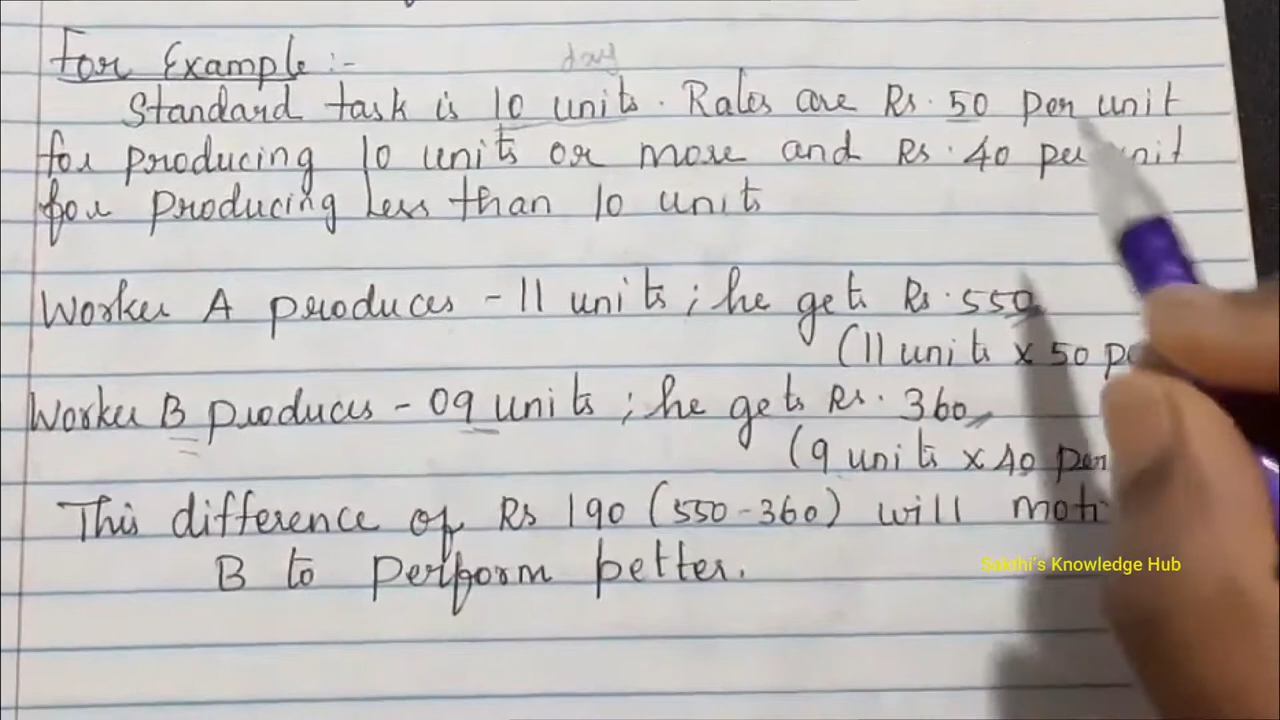 For Example :-
day
Standard task is 10 units. Rates are Rs. 50 per unit
for producing 10 units or more and Rs. 40 per unit
for producing less than 10 units
Worker A produces - 11 units ; he gets Rs. 550
(11 units x 50
Worker B produces - 09 units ; he gets Rs. 360
(9 units x 40 per
This difference of Rs 190 (550-360) will
B to perform better.
Sakthi's Knowledge Hub